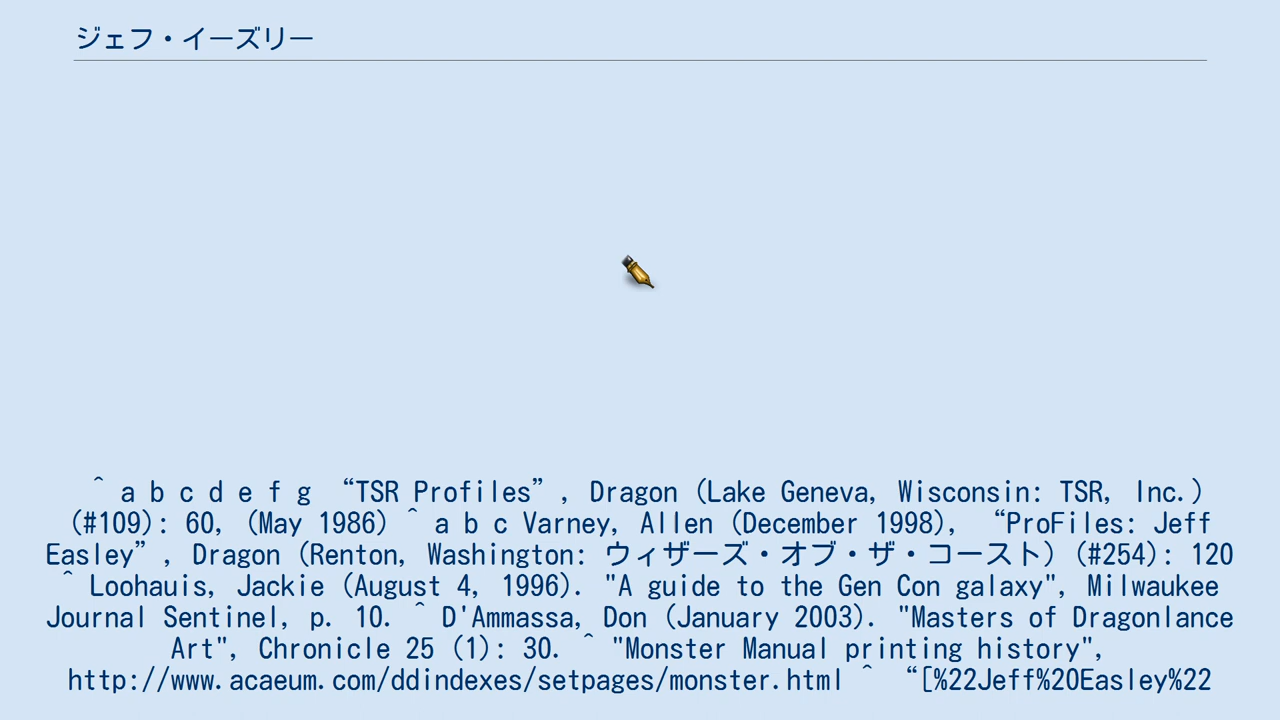 ジェフ・イーズリー
^ a b c d e f g “TSR Profiles”, Dragon (Lake Geneva, Wisconsin: TSR, Inc.)
(#109): 60, (May 1986) ^ a b c Varney, Allen (December 1998), “ProFiles: Jeff
Easley”, Dragon (Renton, Washington: ウィザーズ・オブ・ザ・コースト) (#254): 120
^ Loohauis, Jackie (August 4, 1996). "A guide to the Gen Con galaxy", Milwaukee
Journal Sentinel, p. 10. ^ D'Ammassa, Don (January 2003). "Masters of Dragonlance
Art", Chronicle 25 (1): 30. ^ "Monster Manual printing history",
http://www.acaeum.com/ddindexes/setpages/monster.html ^ “[%22Jeff%20Easley%22